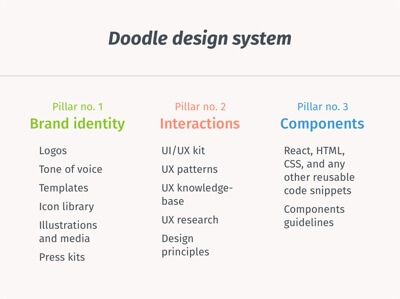 Doodle design system
Pillar no. 1
Brand identity
Logos
Tone of voice
Templates
Icon library
Illustrations
and media
Press kits
Pillar no. 2
Interactions
UI/UX kit
UX patterns
UX knowledge-
base
UX research
Design
principles
Pillar no. 3
Components
React, HTML,
CSS, and any
other reusable
code snippets
Components
guidelines